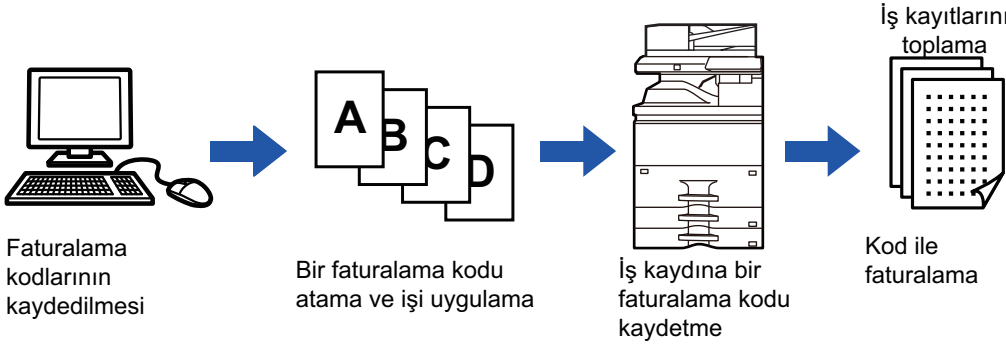 Faturalama
kodlarının
kaydedilmesi
A
B
C
D
Bir faturalama kodu
atama ve işi uygulama
İş kaydına bir
faturalama kodu
kaydetme
İş kayıtlarını
toplama
Kod ile
faturalama